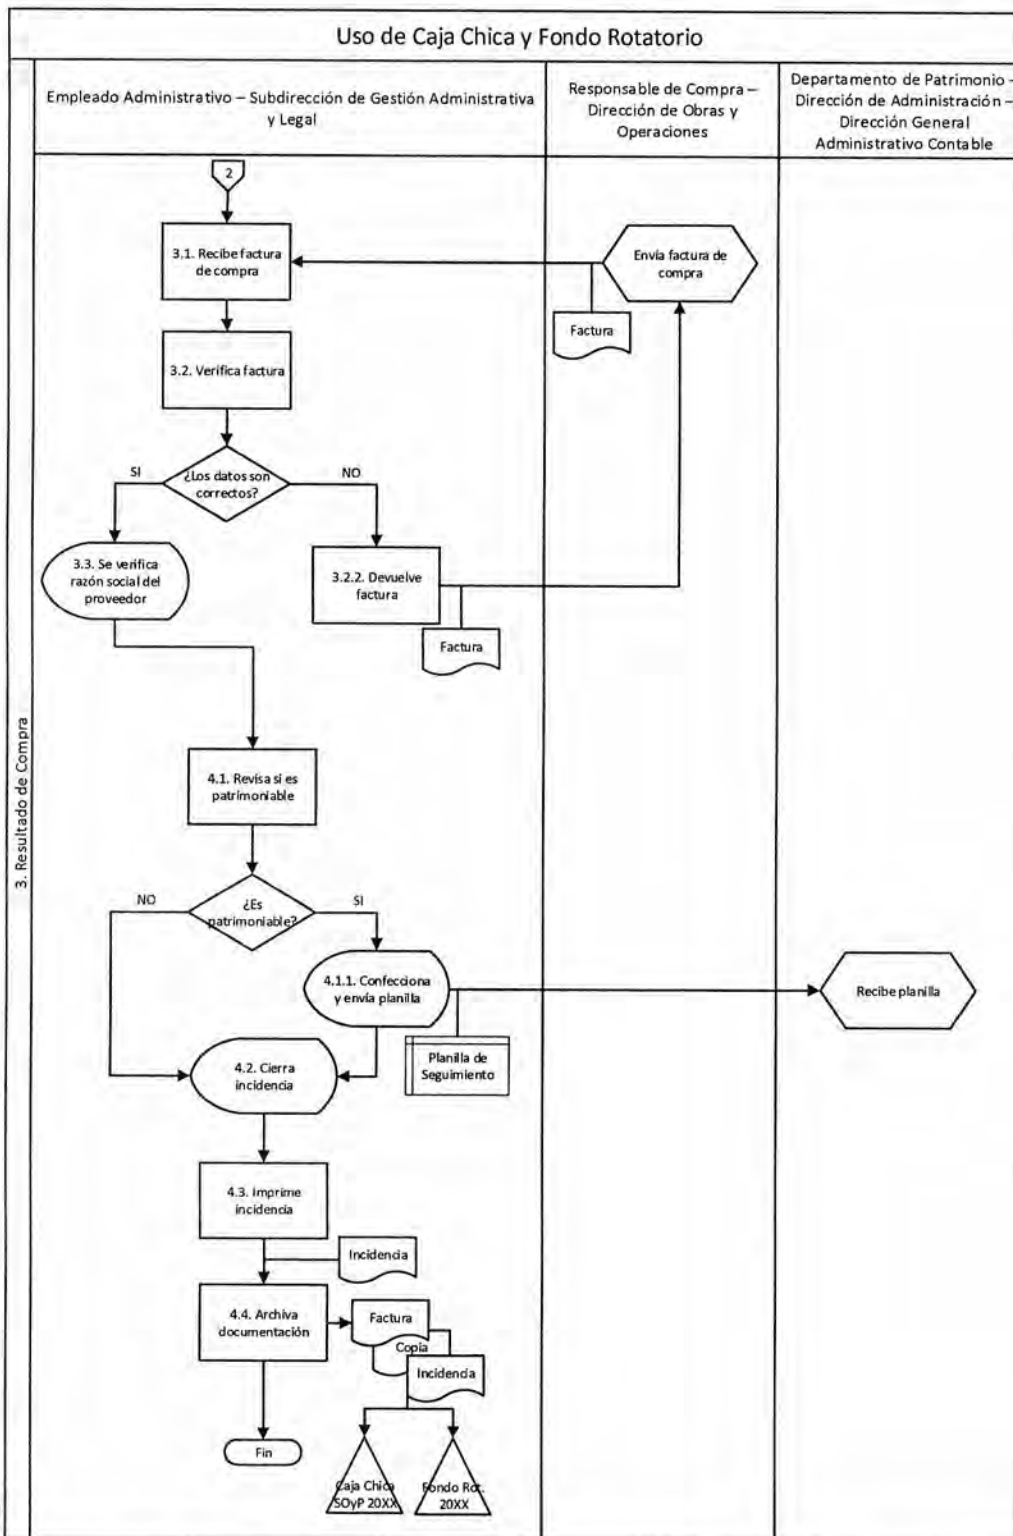 Uso de Caja Chica y Fondo Rotatorio
Empleado Administrativo – Subdirección de Gestión Administrativa
y Legal
Responsable de Compra –
Dirección de Obras y
Operaciones
Departamento de Patrimonio –
Dirección de Administración –
Dirección General
Administrativo Contable
3. Resultado de Compra
2
3.1. Recibe factura
de compra
Envía factura de
compra
Factura
3.2. Verifica factura
¿Los datos son
correctos?
SI
NO
3.3. Se verifica
razón social del
proveedor
3.2.2. Devuelve
factura
Factura
4.1. Revisa si es
patrimoniable
¿Es
patrimoniable?
NO
SI
4.1.1. Confecciona
y envía planilla
Recibe planilla
Planilla de
Seguimiento
4.2. Cierra
incidencia
4.3. Imprime
incidencia
Incidencia
4.4. Archiva
documentación
Factura
Copia
Incidencia
Fin
Caja Chica
SOyP 20XX
Fondo Rot.
20XX